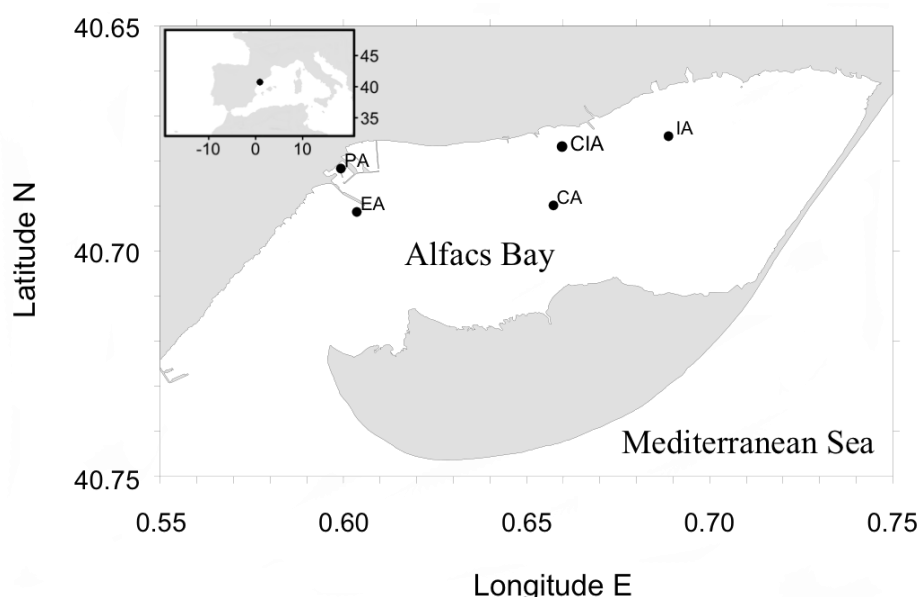 40.65
45
40
35
-10 0 10
PA
CIA
IA
EA
CA
Latitude N
40.70
Alfacs Bay
Mediterranean Sea
40.75
0.55 0.60 0.65 0.70 0.75
Longitude E